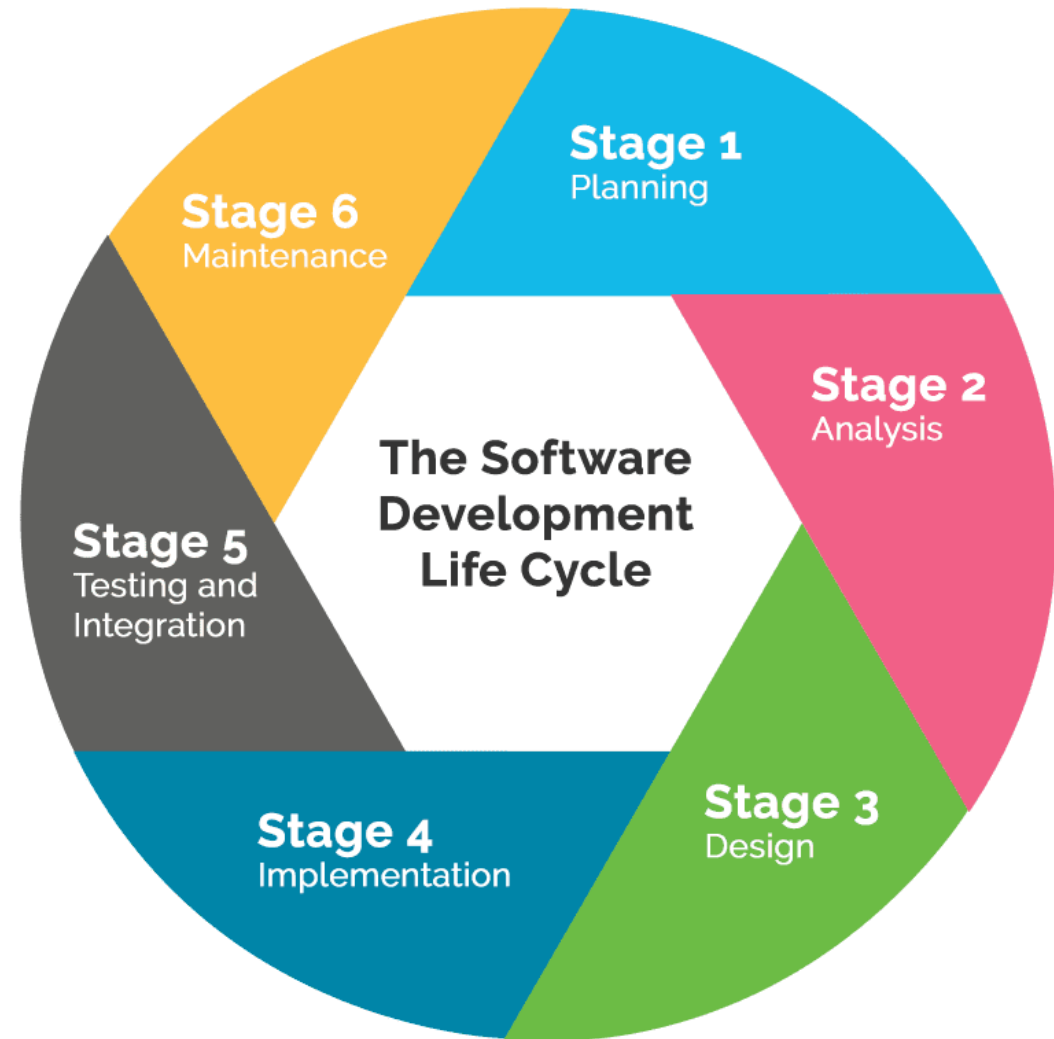 The Software
Development
Life Cycle
Stage 1
Planning
Stage 2
Analysis
Stage 3
Design
Stage 4
Implementation
Stage 5
Testing and
Integration
Stage 6
Maintenance